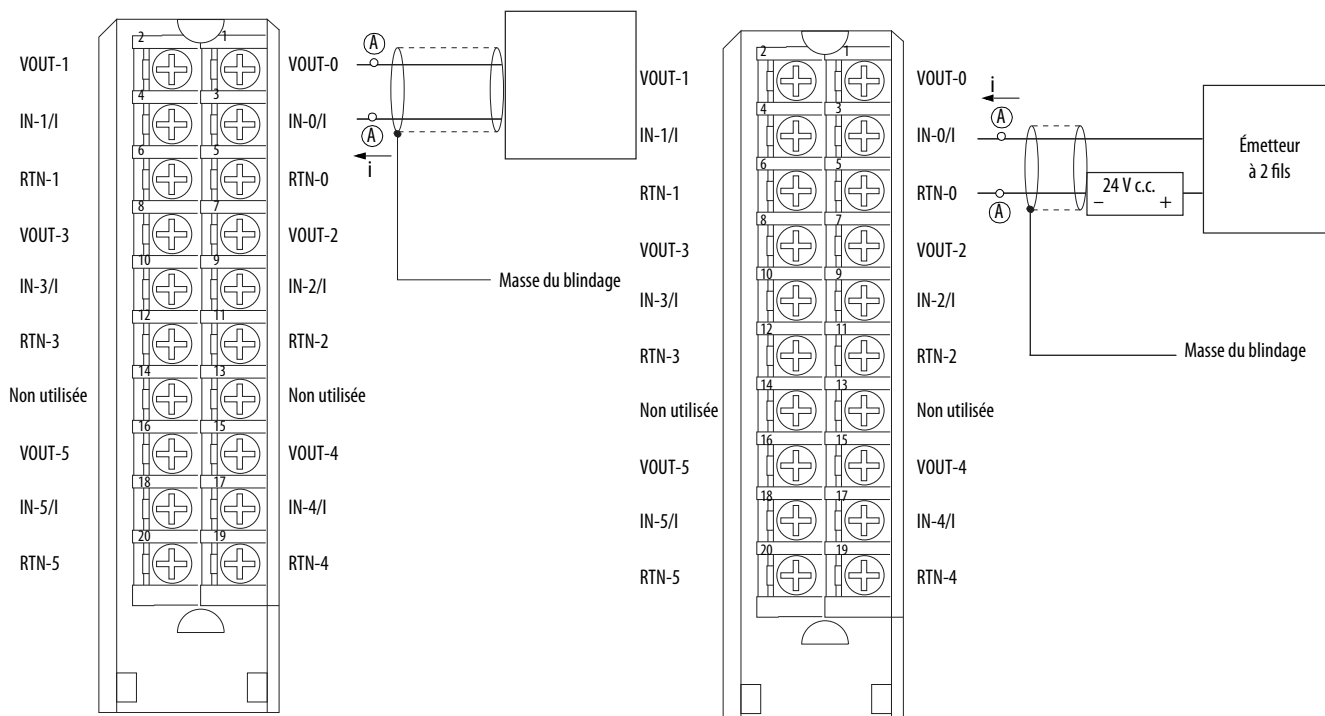 2 1
VOUT-1 VOUT-0 A
4 3
IN-1/I IN-0/I A
i
6 5
RTN-1 RTN-0
8 7
VOUT-3 VOUT-2
10 9
IN-3/I IN-2/I Masse du blindage
12 11
RTN-3 RTN-2
14 13
Non utilisée Non utilisée
16 15
VOUT-5 VOUT-4
18 17
IN-5/I IN-4/I
20 19
RTN-5 RTN-4
2 1
VOUT-1 VOUT-0
i
A
4 3
IN-1/I IN-0/I
Émetteur
à 2 fils
6 5
RTN-1 RTN-0
24 V c.c.
– +
A
8 7
VOUT-3 VOUT-2
10 9
IN-3/I IN-2/I
12 11
RTN-3 RTN-2 Masse du blindage
14 13
Non utilisée Non utilisée
16 15
VOUT-5 VOUT-4
18 17
IN-5/I IN-4/I
20 19
RTN-5 RTN-4